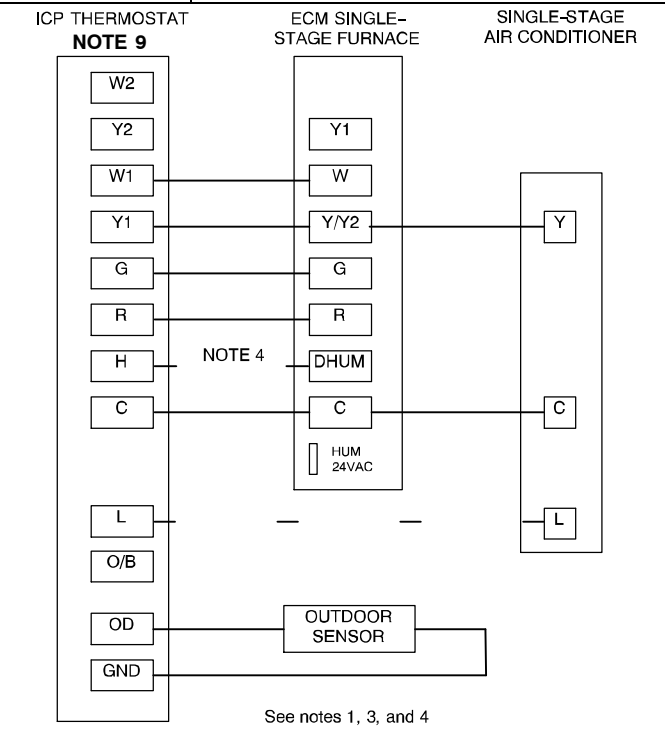 ICP THERMOSTAT
NOTE 9
ECM SINGLE-
STAGE FURNACE
SINGLE-STAGE
AIR CONDITIONER
W2
Y2
Y1
W1
W
Y1
Y/Y2
Y
G
G
R
R
H
NOTE 4
DHUM
C
C
C
HUM
24VAC
L
L
O/B
OD
OUTDOOR
SENSOR
GND
See notes 1, 3, and 4